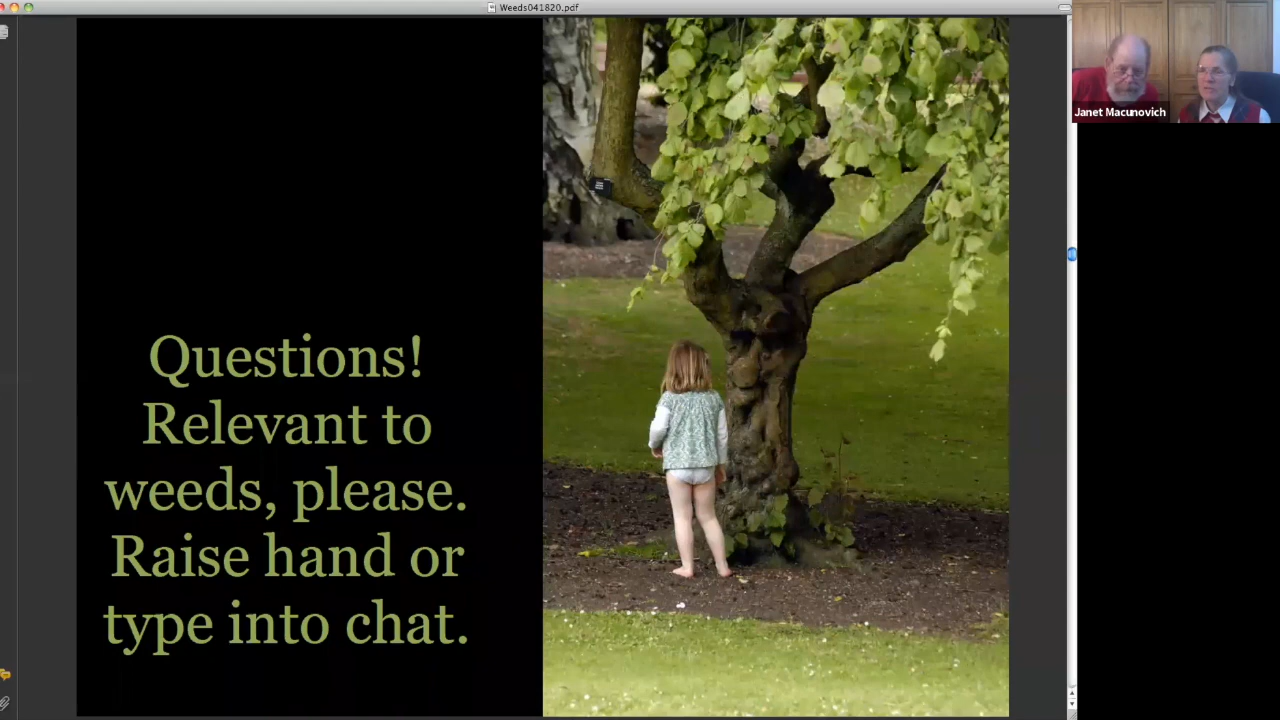 Weeds041820.pdf
Janet Macunovich
Questions!
Relevant to
weeds, please.
Raise hand or
type into chat.